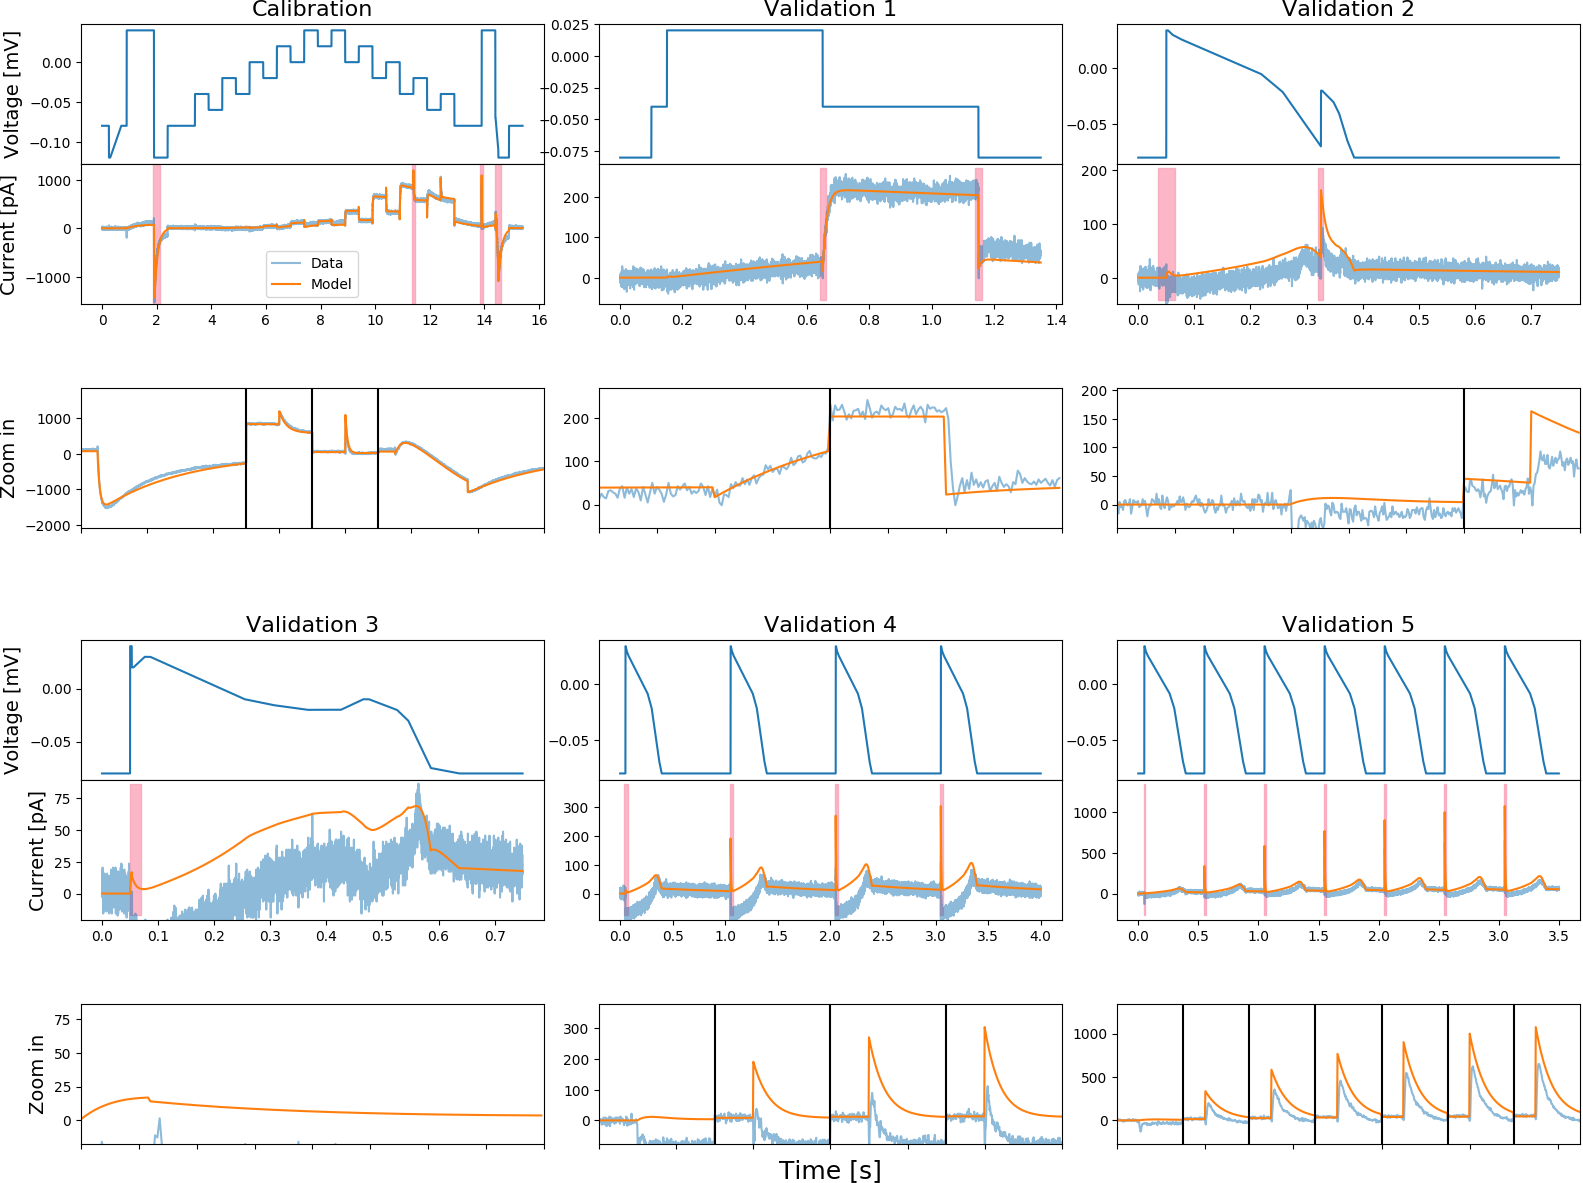 Calibration
Validation 1
Validation 2
Voltage [mV]
0.00
−0.05
−0.10
0.025
0.000
−0.025
−0.050
−0.075
0.00
−0.05
Current [pA]
1000
0
−1000
Data
Model
200
100
0
200
100
0
0 2 4 6 8 10 12 14 16
0.0 0.2 0.4 0.6 0.8 1.0 1.2 1.4
0.0 0.1 0.2 0.3 0.4 0.5 0.6 0.7
Zoom in
1000
0
−1000
−2000
200
100
0
200
150
100
50
0
Validation 3
Validation 4
Validation 5
Voltage [mV]
0.00
−0.05
0.00
−0.05
0.00
−0.05
Current [pA]
75
50
25
0
300
200
100
0
1000
500
0
0.0 0.1 0.2 0.3 0.4 0.5 0.6 0.7
0.0 0.5 1.0 1.5 2.0 2.5 3.0 3.5 4.0
0.0 0.5 1.0 1.5 2.0 2.5 3.0 3.5
Zoom in
75
50
25
0
300
200
100
0
1000
500
0
Time [s]